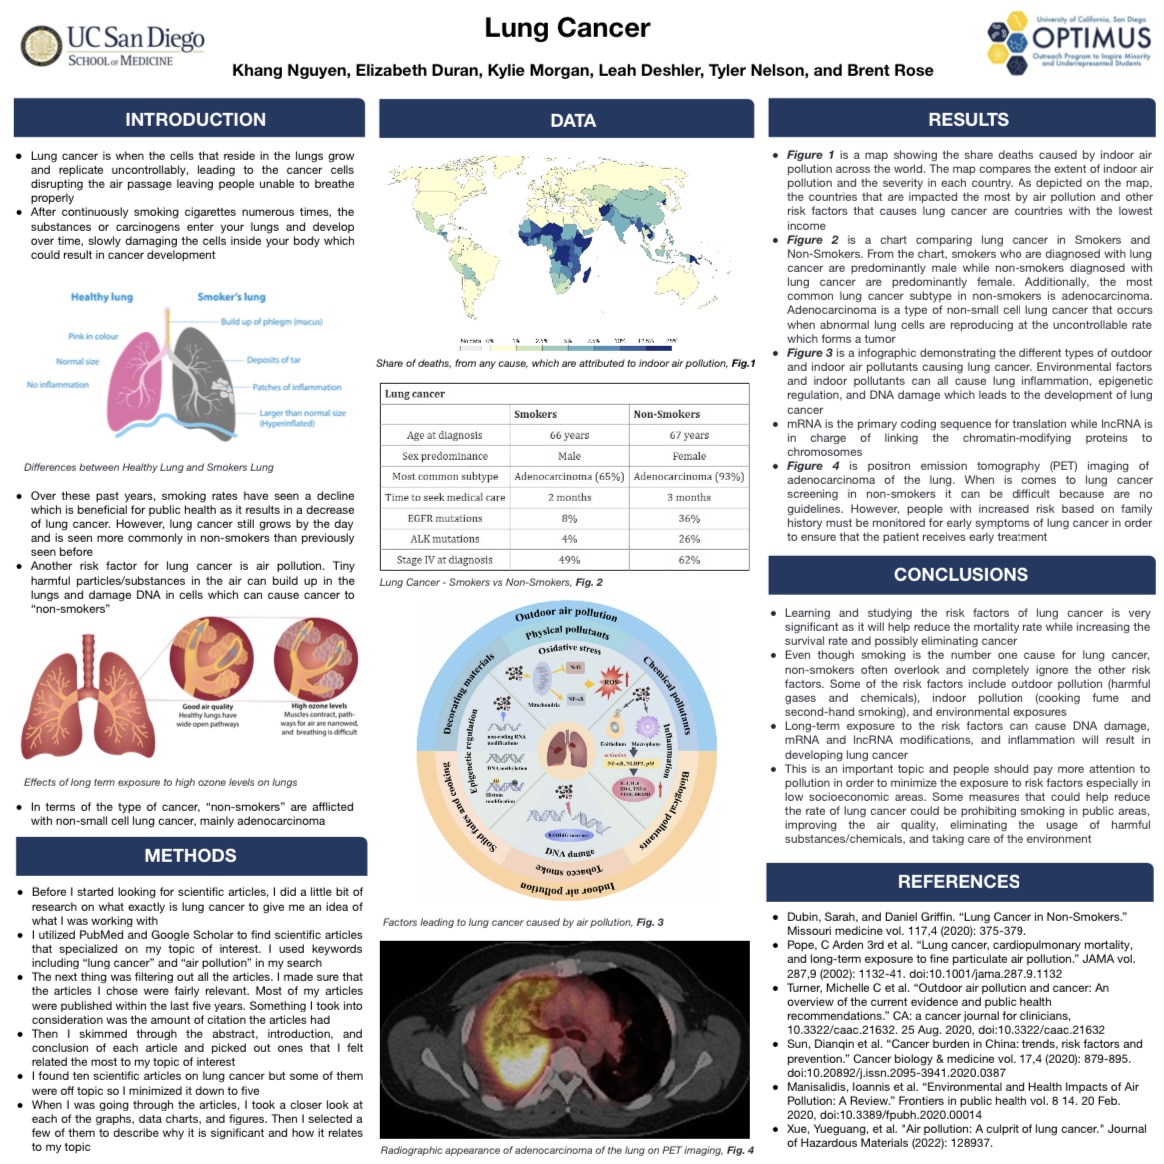 UC San Diego
SCHOOL OF MEDICINE
Lung Cancer
Khang Nguyen, Elizabeth Duran, Kylie Morgan, Leah Deshler, Tyler Nelson, and Brent Rose
University of California, San Diego
OPTIMUS
Outreach Program to Inspire Minority
and Underrepresented Students
INTRODUCTION
● Lung cancer is when the cells that reside in the lungs grow
and replicate uncontrollably, leading to the cancer cells
disrupting the air passage leaving people unable to breathe
properly
● After continuously smoking cigarettes numerous times, the
substances or carcinogens enter your lungs and develop
over time, slowly damaging the cells inside your body which
could result in cancer development
Healthy lung
Smoker's lung
Build up of phlegm (mucus)
Pink in colour
Normal size
Deposits of tar
No inflammation
Patches of inflammation
Larger than normal size
(Hyperinflated)
Differences between Healthy Lung and Smokers Lung
● Over these past years, smoking rates have seen a decline
which is beneficial for public health as it results in a decrease
of lung cancer. However, lung cancer still grows by the day
and is seen more commonly in non-smokers than previously
seen before
● Another risk factor for lung cancer is air pollution. Tiny
harmful particles/substances in the air can build up in the
lungs and damage DNA in cells which can cause cancer to
“non-smokers”
Good air quality
Healthy lungs have
wide open pathways
High ozone levels
Muscles contract, path-
ways for air are narrowed,
and breathing is difficult
Effects of long term exposure to high ozone levels on lungs
● In terms of the type of cancer, “non-smokers” are afflicted
with non-small cell lung cancer, mainly adenocarcinoma
METHODS
● Before I started looking for scientific articles, I did a little bit of
research on what exactly is lung cancer to give me an idea of
what I was working with
● I utilized PubMed and Google Scholar to find scientific articles
that specialized on my topic of interest. I used keywords
including “lung cancer” and “air pollution” in my search
● The next thing was filtering out all the articles. I made sure that
the articles I chose were fairly relevant. Most of my articles
were published within the last five years. Something I took into
consideration was the amount of citation the articles had
● Then I skimmed through the abstract, introduction, and
conclusion of each article and picked out ones that I felt
related the most to my topic of interest
● I found ten scientific articles on lung cancer but some of them
were off topic so I minimized it down to five
● When I was going through the articles, I took a closer look at
each of the graphs, data charts, and figures. Then I selected a
few of them to describe why it is significant and how it relates
to my topic
DATA
No data 0% 1% 2.5% 5% 7.5% 10% 12.5% 25%
Share of deaths, from any cause, which are attributed to indoor air pollution, Fig.1
Lung cancer
Smokers Non-Smokers
Age at diagnosis 66 years 67 years
Sex predominance Male Female
Most common subtype Adenocarcinoma (65%) Adenocarcinoma (93%)
Time to seek medical care 2 months 3 months
EGFR mutations 8% 36%
ALK mutations 4% 26%
Stage IV at diagnosis 49% 62%
Lung Cancer - Smokers vs Non-Smokers, Fig. 2
Outdoor air pollution
Physical pollutants
Oxidative stress
Decorating materials
Chemical pollutants
Nrf2
ROS
NF-κB
Mitochondria
Epigenetic regulation
non-coding RNA
modifications
DNA methylation
Histone
modification
Epithelium Macrophage
Activation
NF-κB, NLRP3, p53
Inflammation
Solid fules and cooking
Biological pollutants
DNA damge
Tobacco smoke
Indoor air pollution
Factors leading to lung cancer caused by air pollution, Fig. 3
Radiographic appearance of adenocarcinoma of the lung on PET imaging, Fig. 4
RESULTS
● Figure 1 is a map showing the share deaths caused by indoor air
pollution across the world. The map compares the extent of indoor air
pollution and the severity in each country. As depicted on the map,
the countries that are impacted the most by air pollution and other
risk factors that causes lung cancer are countries with the lowest
income
● Figure 2 is a chart comparing lung cancer in Smokers and
Non-Smokers. From the chart, smokers who are diagnosed with lung
cancer are predominantly male while non-smokers diagnosed with
lung cancer are predominantly female. Additionally, the most
common lung cancer subtype in non-smokers is adenocarcinoma.
Adenocarcinoma is a type of non-small cell lung cancer that occurs
when abnormal lung cells are reproducing at the uncontrollable rate
which forms a tumor
● Figure 3 is a infographic demonstrating the different types of outdoor
and indoor air pollutants causing lung cancer. Environmental factors
and indoor pollutants can all cause lung inflammation, epigenetic
regulation, and DNA damage which leads to the development of lung
cancer
● mRNA is the primary coding sequence for translation while lncRNA is
in charge of linking the chromatin-modifying proteins to
chromosomes
● Figure 4 is positron emission tomography (PET) imaging of
adenocarcinoma of the lung. When is comes to lung cancer
screening in non-smokers it can be difficult because are no
guidelines. However, people with increased risk based on family
history must be monitored for early symptoms of lung cancer in order
to ensure that the patient receives early treatment
CONCLUSIONS
● Learning and studying the risk factors of lung cancer is very
significant as it will help reduce the mortality rate while increasing the
survival rate and possibly eliminating cancer
● Even though smoking is the number one cause for lung cancer,
non-smokers often overlook and completely ignore the other risk
factors. Some of the risk factors include outdoor pollution (harmful
gases and chemicals), indoor pollution (cooking fume and
second-hand smoking), and environmental exposures
● Long-term exposure to the risk factors can cause DNA damage,
mRNA and lncRNA modifications, and inflammation will result in
developing lung cancer
● This is an important topic and people should pay more attention to
pollution in order to minimize the exposure to risk factors especially in
low socioeconomic areas. Some measures that could help reduce
the rate of lung cancer could be prohibiting smoking in public areas,
improving the air quality, eliminating the usage of harmful
substances/chemicals, and taking care of the environment
REFERENCES
● Dubin, Sarah, and Daniel Griffin. “Lung Cancer in Non-Smokers.”
Missouri medicine vol. 117,4 (2020): 375-379.
● Pope, C Arden 3rd et al. “Lung cancer, cardiopulmonary mortality,
and long-term exposure to fine particulate air pollution.” JAMA vol.
287,9 (2002): 1132-41. doi:10.1001/jama.287.9.1132
● Turner, Michelle C et al. “Outdoor air pollution and cancer: An
overview of the current evidence and public health
recommendations.” CA: a cancer journal for clinicians,
10.3322/caac.21632. 25 Aug. 2020, doi:10.3322/caac.21632
● Sun, Dianqin et al. “Cancer burden in China: trends, risk factors and
prevention.” Cancer biology & medicine vol. 17,4 (2020): 879-895.
doi:10.20892/j.issn.2095-3941.2020.0387
● Manisalidis, Ioannis et al. “Environmental and Health Impacts of Air
Pollution: A Review.” Frontiers in public health vol. 8 14. 20 Feb.
2020, doi:10.3389/fpubh.2020.00014
● Xue, Yueguang, et al. "Air pollution: A culprit of lung cancer." Journal
of Hazardous Materials (2022): 128937.